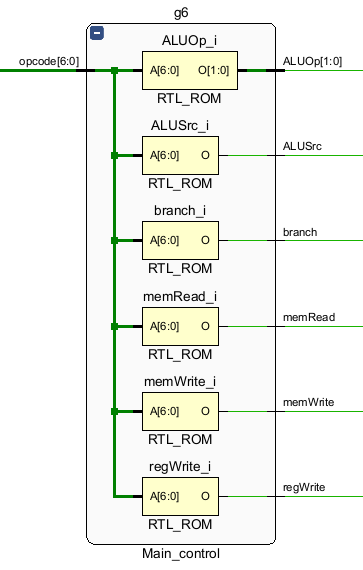 g6
opcode[6:0]
ALUOp_i
A[6:0] O[1:0]
RTL_ROM
ALUOp[1:0]
ALUSrc_i
A[6:0] O
RTL_ROM
ALUSrc
branch_i
A[6:0] O
RTL_ROM
branch
memRead_i
A[6:0] O
RTL_ROM
memRead
memWrite_i
A[6:0] O
RTL_ROM
memWrite
regWrite_i
A[6:0] O
RTL_ROM
regWrite
Main_control